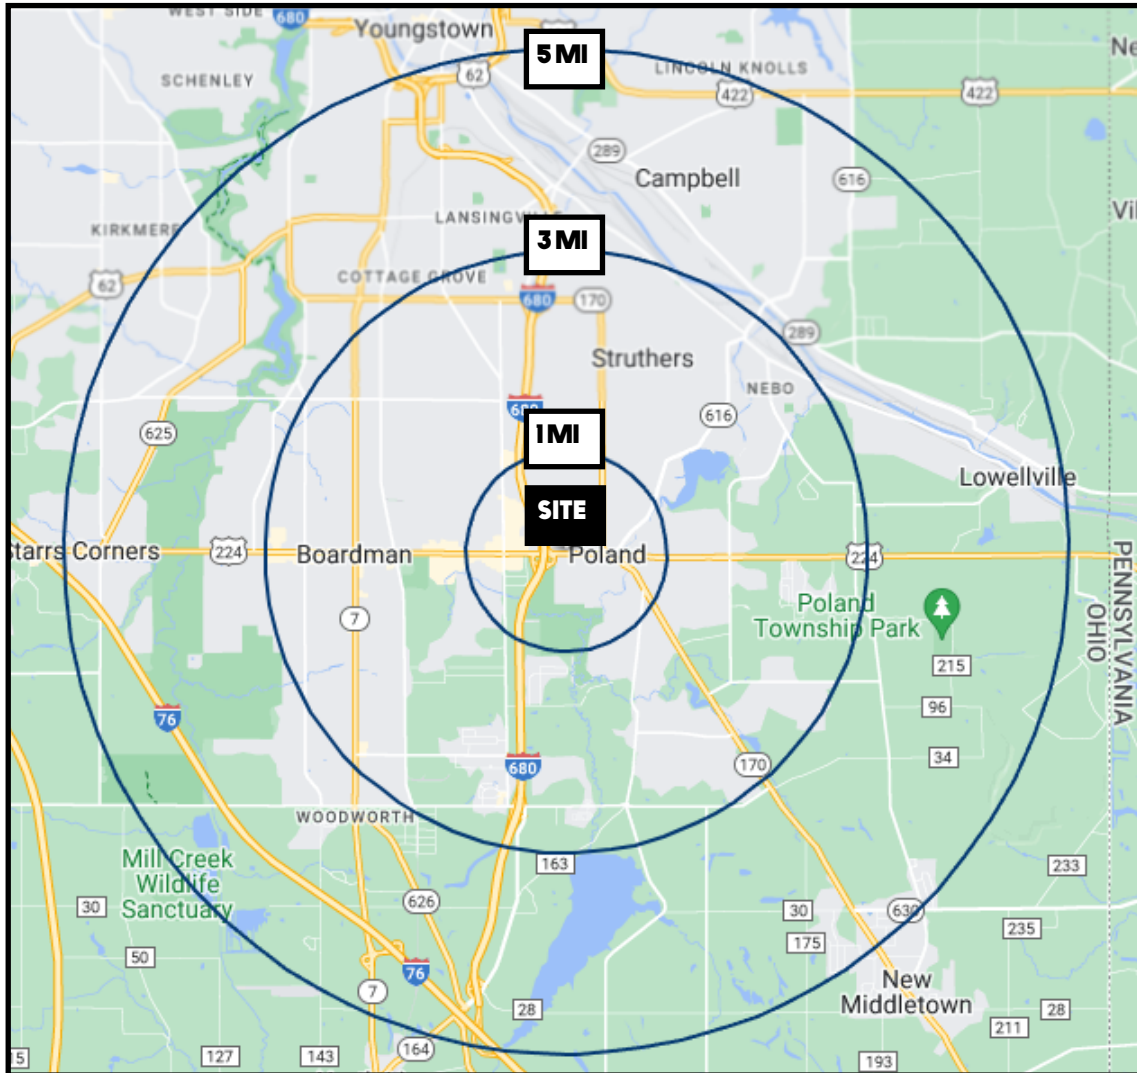 WEST SIDE
680
Youngstown
5 MI
Ne
SCHENLEY
62
LINCOLN KNOLLS
422
422
289
Campbell
616
Vil
KIRKMERE
LANSINGVILLE
3 MI
62
COTTAGE GROVE
680
170
289
Struthers
NEBO
680
616
625
1 MI
Lowellville
SITE
Starrs Corners
224
Boardman
Poland
224
PENNSYLVANIA
OHIO
7
Poland
Township Park
215
96
76
34
680
170
WOODWORTH
163
Mill Creek
Wildlife
Sanctuary
233
30
626
30
630
235
175
50
76
New
Middletown
7
28
28
211
15
127
143
164
193